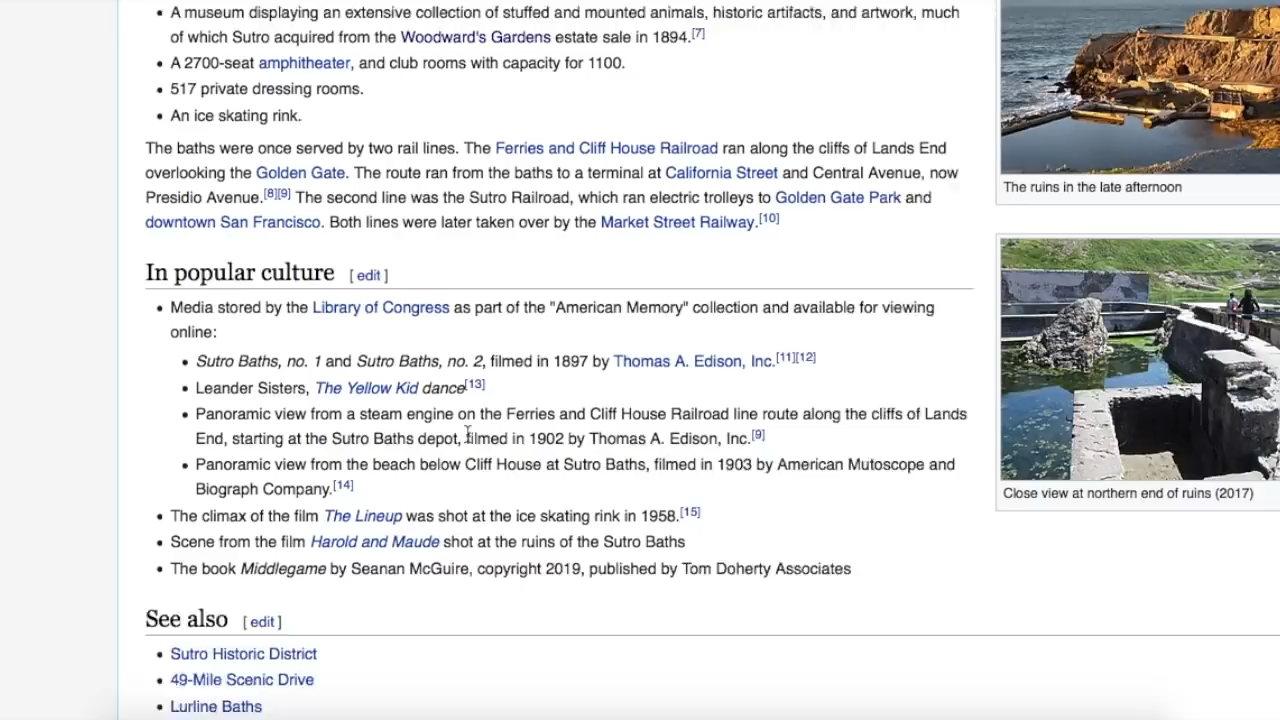 • A museum displaying an extensive collection of stuffed and mounted animals, historic artifacts, and artwork, much
of which Sutro acquired from the Woodward's Gardens estate sale in 1894.[7]
• A 2700-seat amphitheater, and club rooms with capacity for 1100.
• 517 private dressing rooms.
• An ice skating rink.
The baths were once served by two rail lines. The Ferries and Cliff House Railroad ran along the cliffs of Lands End
overlooking the Golden Gate. The route ran from the baths to a terminal at California Street and Central Avenue, now
Presidio Avenue.[8][9] The second line was the Sutro Railroad, which ran electric trolleys to Golden Gate Park and
downtown San Francisco. Both lines were later taken over by the Market Street Railway.[10]
In popular culture [ edit ]
• Media stored by the Library of Congress as part of the "American Memory" collection and available for viewing
online:
• Sutro Baths, no. 1 and Sutro Baths, no. 2, filmed in 1897 by Thomas A. Edison, Inc.[11][12]
• Leander Sisters, The Yellow Kid dance[13]
• Panoramic view from a steam engine on the Ferries and Cliff House Railroad line route along the cliffs of Lands
End, starting at the Sutro Baths depot, filmed in 1902 by Thomas A. Edison, Inc.[9]
• Panoramic view from the beach below Cliff House at Sutro Baths, filmed in 1903 by American Mutoscope and
Biograph Company.[14]
• The climax of the film The Lineup was shot at the ice skating rink in 1958.[15]
• Scene from the film Harold and Maude shot at the ruins of the Sutro Baths
• The book Middlegame by Seanan McGuire, copyright 2019, published by Tom Doherty Associates
See also [ edit ]
• Sutro Historic District
• 49-Mile Scenic Drive
• Lurline Baths
The ruins in the late afternoon
Close view at northern end of ruins (2017)